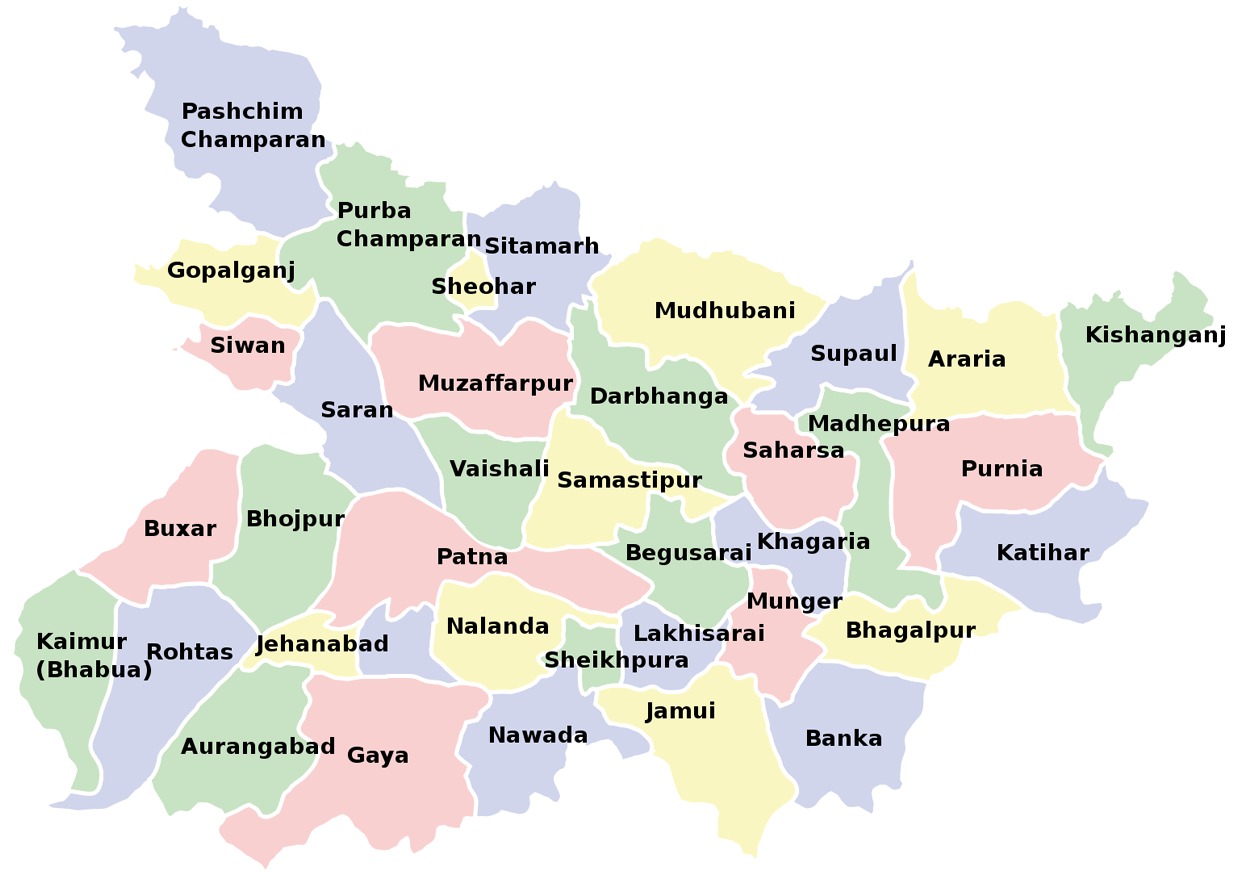 Pashchim
Champaran
Purba
Champaran
Sitamarh
Gopalganj
Sheohar
Mudhubani
Siwan
Kishanganj
Supaul
Araria
Muzaffarpur
Darbhanga
Saran
Madhepura
Saharsa
Vaishali
Samastipur
Purnia
Buxar
Bhojpur
Patna
Begusarai
Khagaria
Katihar
Munger
Kaimur
(Bhabua)
Rohtas
Jehanabad
Nalanda
Lakhisarai
Bhagalpur
Sheikhpura
Jamui
Aurangabad
Gaya
Nawada
Banka